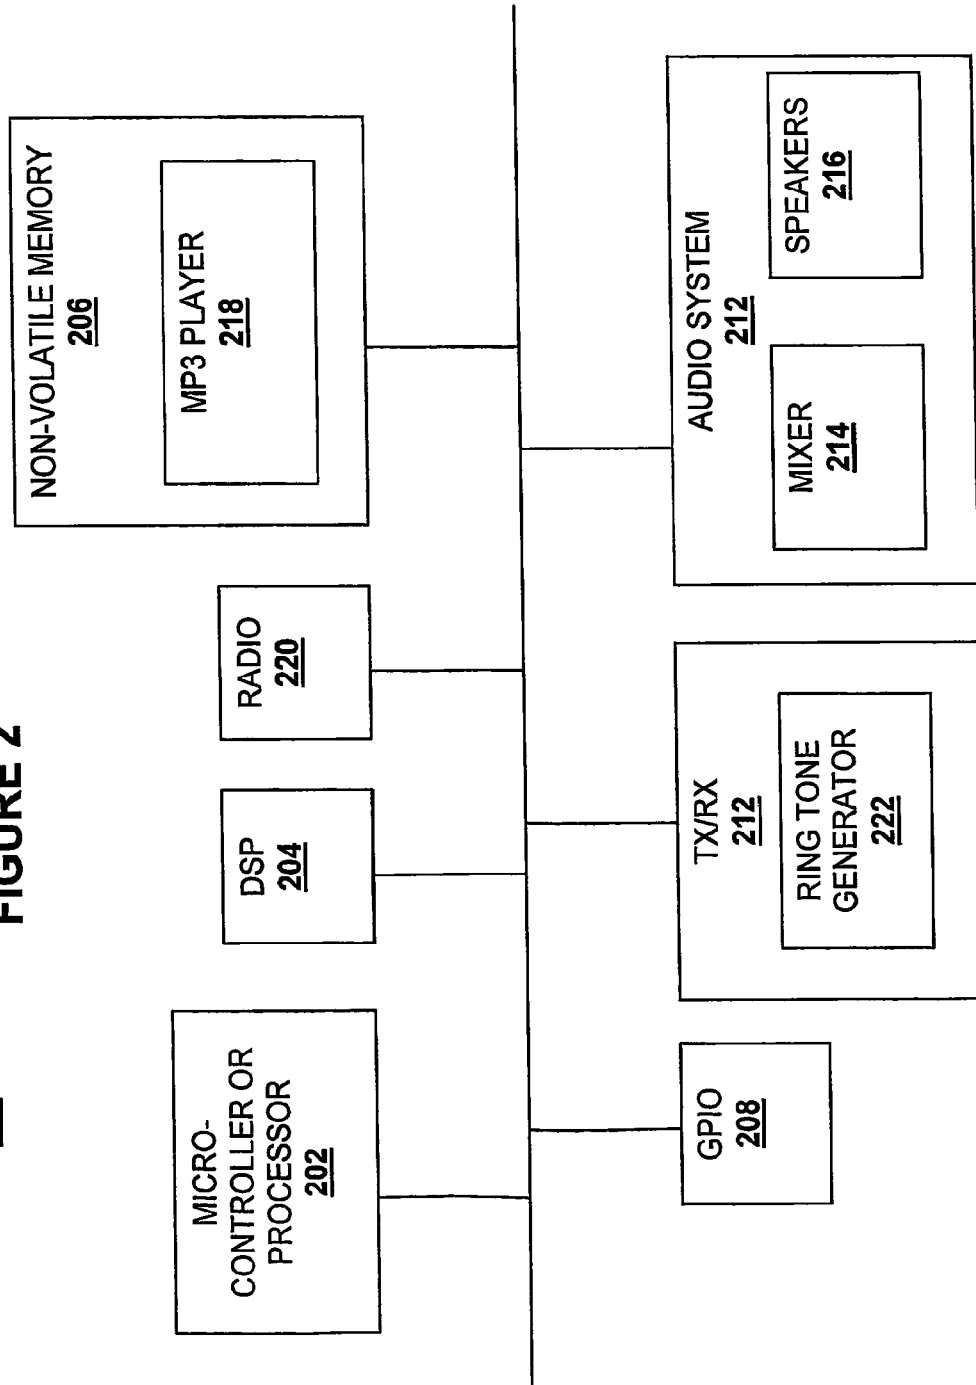 FIGURE 2
MICRO-
CONTROLLER OR
PROCESSOR
202
DSP
204
RADIO
220
NON-VOLATILE MEMORY
206
MP3 PLAYER
218
GPIO
208
TX/RX
212
RING TONE
GENERATOR
222
AUDIO SYSTEM
212
MIXER
214
SPEAKERS
216